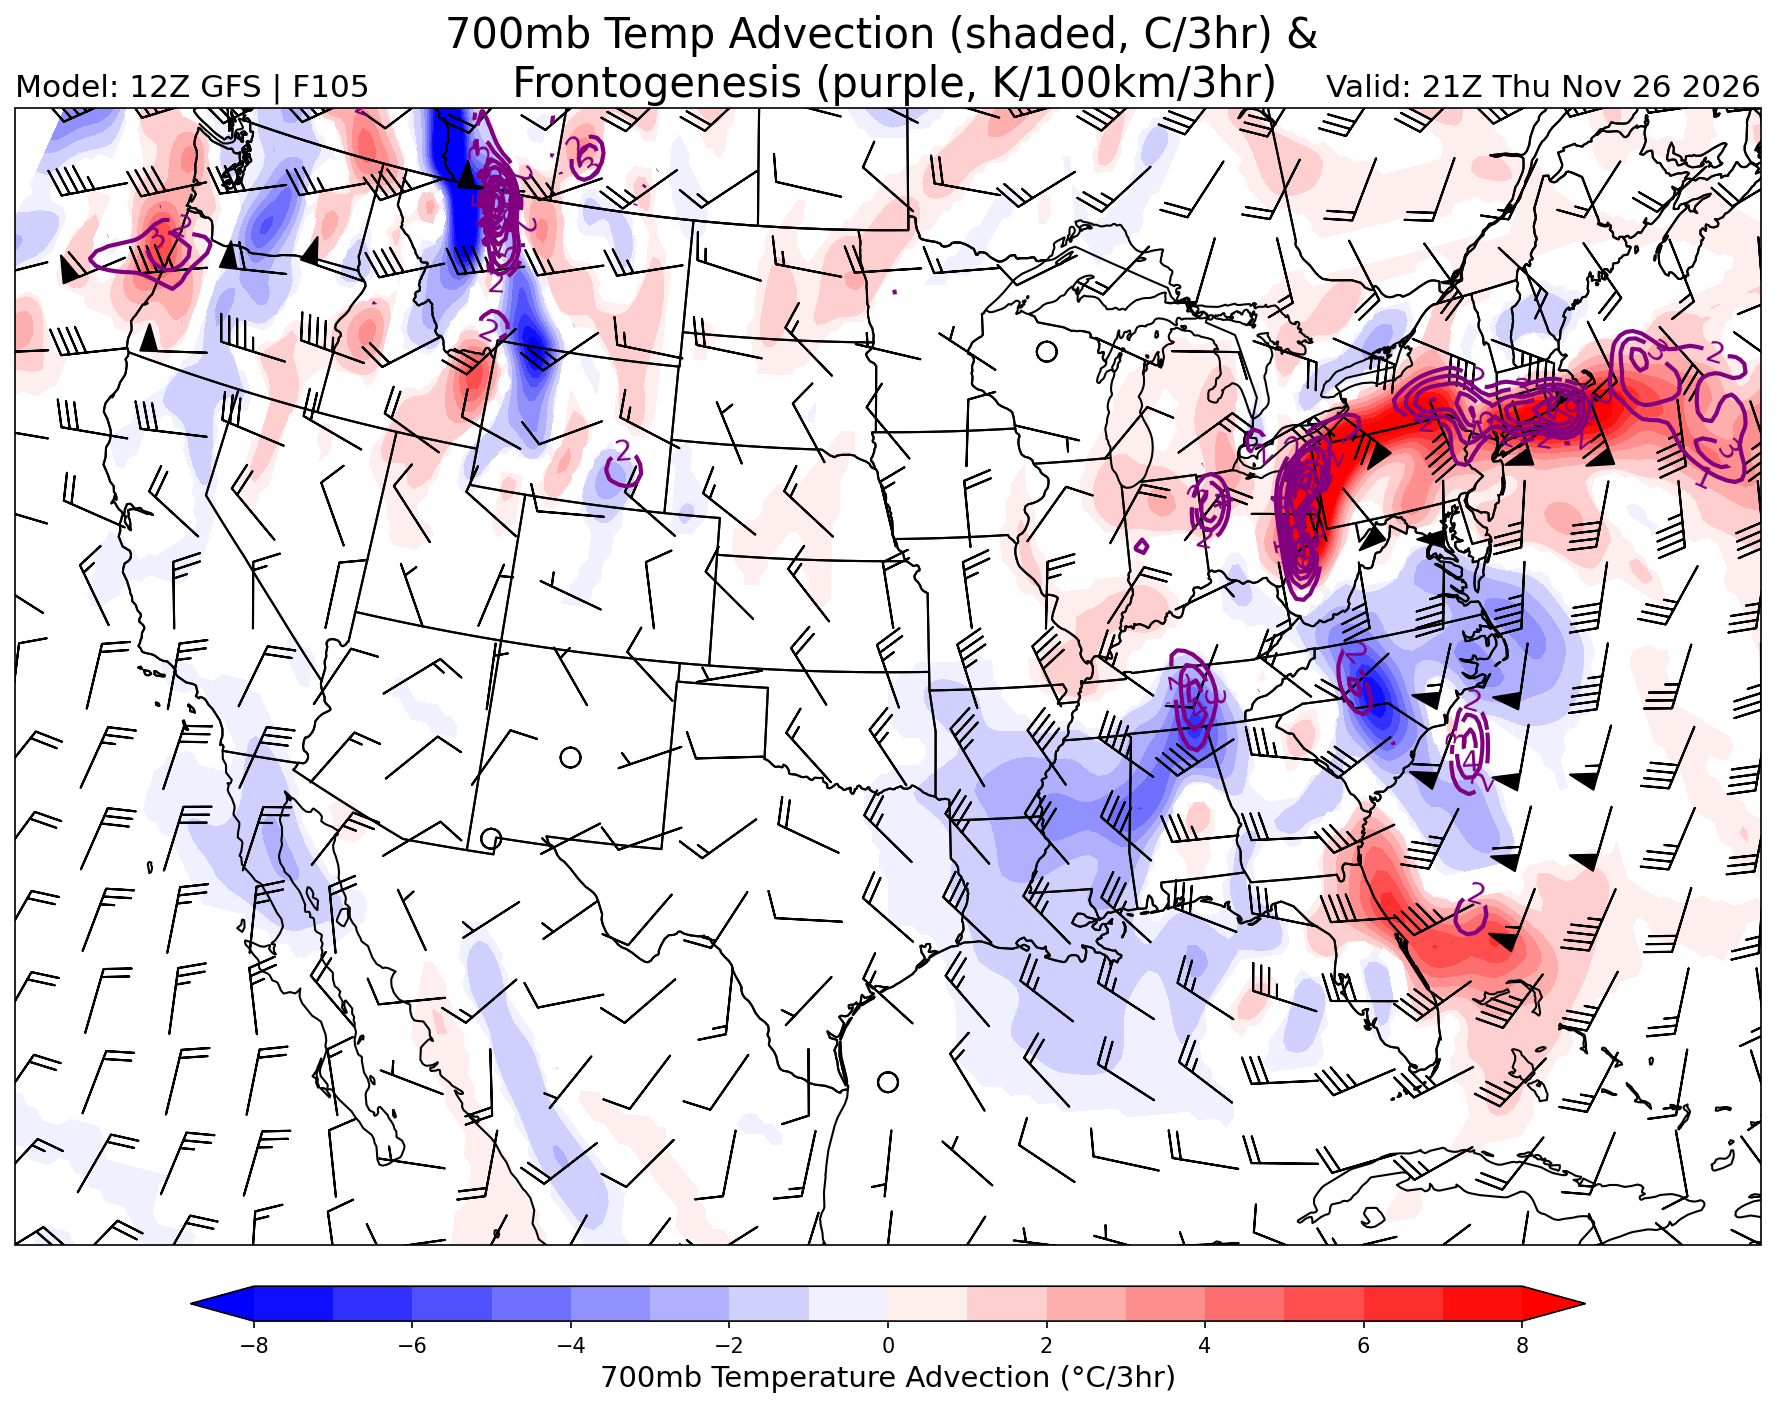 700mb Temp Advection (shaded, C/3hr) &
Frontogenesis (purple, K/100km/3hr)
Model: 12Z GFS | F105
Valid: 21Z Thu Nov 26 2026
−8 −6 −4 −2 0 2 4 6 8
700mb Temperature Advection (°C/3hr)